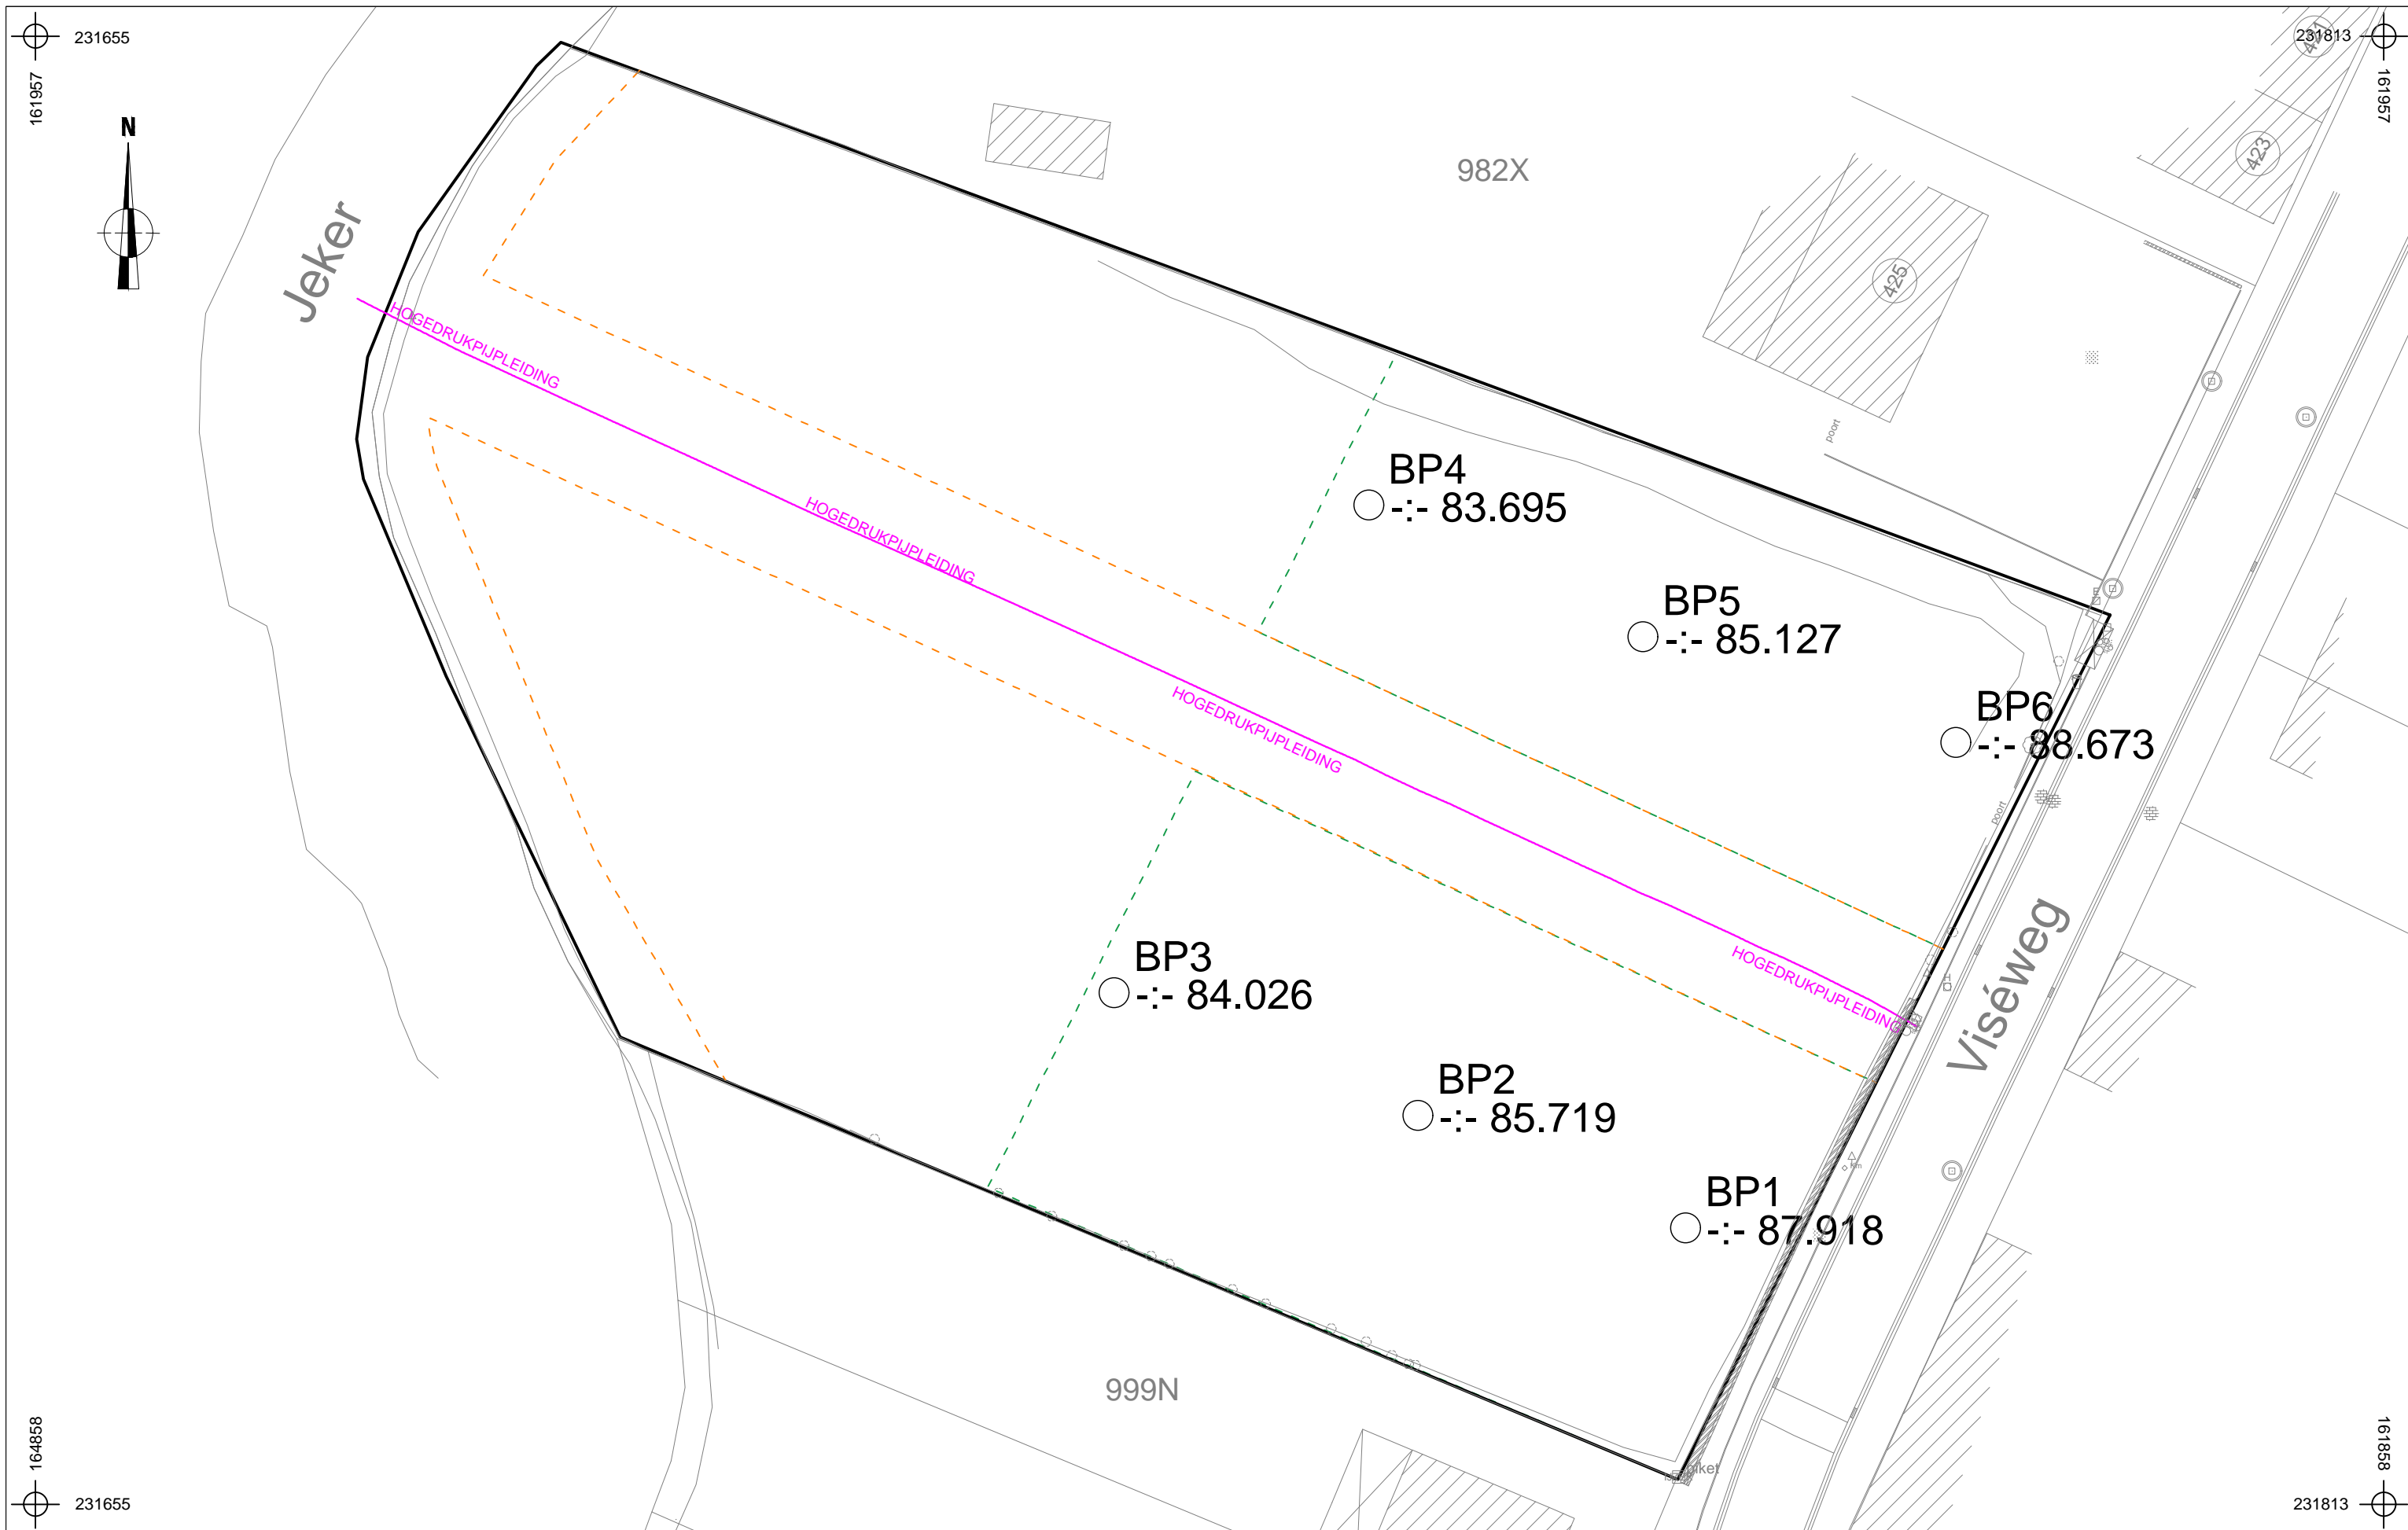 231655
161957
N
Jeker
982X
421
231813
161957
423
425
poort
HOGEDRUKPIJPLEIDING
HOGEDRUKPIJPLEIDING
HOGEDRUKPIJPLEIDING
HOGEDRUKPIJPLEIDING
BP4
-:- 83.695
BP5
-:- 85.127
E
BP6
-:- 88.673
poort
BP3
-:- 84.026
H
Viséweg
BP2
-:- 85.719
BP1
-:- 87.918
999N
piket
164858
231655
161858
231813